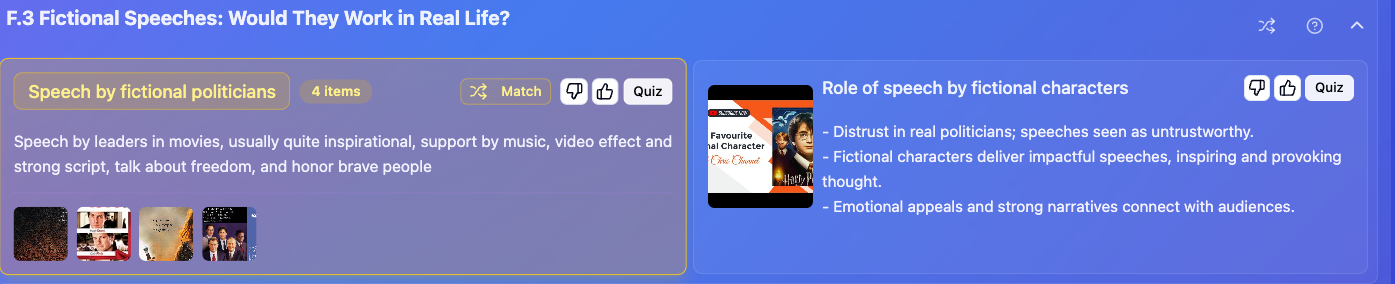 F.3 Fictional Speeches: Would They Work in Real Life?
Speech by fictional politicians
4 items
Match
Quiz
Speech by leaders in movies, usually quite inspirational, support by music, video effect and
strong script, talk about freedom, and honor brave people
Favourite
nal Character
Harry P
Role of speech by fictional characters
Quiz
- Distrust in real politicians; speeches seen as untrustworthy.
- Fictional characters deliver impactful speeches, inspiring and provoking
thought.
- Emotional appeals and strong narratives connect with audiences.